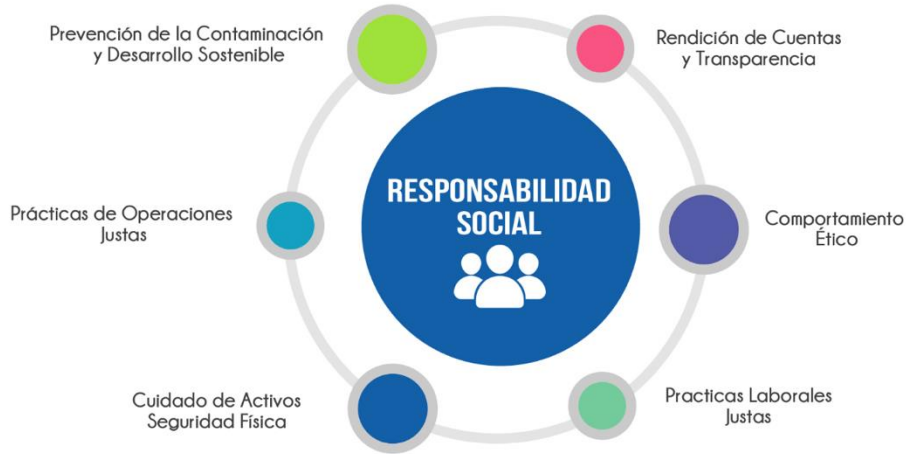 Prevención de la Contaminación
y Desarrollo Sostenible
Rendición de Cuentas
y Transparencia
RESPONSABILIDAD
SOCIAL
Prácticas de Operaciones
Justas
Comportamiento
Ético
Cuidado de Activos
Seguridad Física
Practicas Laborales
Justas